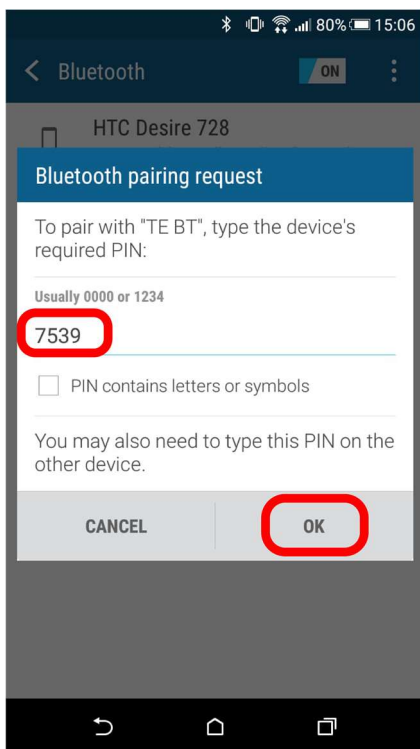 80% 15:06
Bluetooth ON
HTC Desire 728
Bluetooth pairing request
To pair with "TE BT", type the device's
required PIN:
Usually 0000 or 1234
7539
PIN contains letters or symbols
You may also need to type this PIN on the
other device.
CANCEL OK